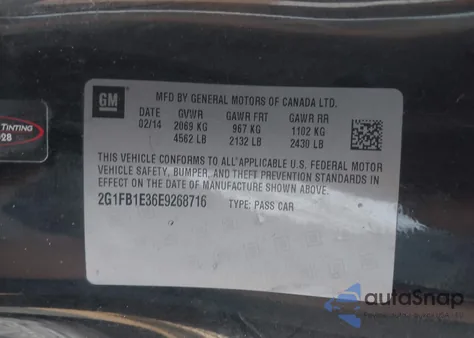 GM
MFD BY GENERAL MOTORS OF CANADA LTD.
DATE GVWR GAWR FRT GAWR RR
02/14 2069 KG 967 KG 1102 KG
4562 LB 2132 LB 2430 LB
THIS VEHICLE CONFORMS TO ALL APPLICABLE U.S. FEDERAL MOTOR
VEHICLE SAFETY, BUMPER, AND THEFT PREVENTION STANDARDS IN
EFFECT ON THE DATE OF MANUFACTURE SHOWN ABOVE.
2G1FB1E36E9268716 TYPE: PASS CAR
TINTING
28
autoSnap